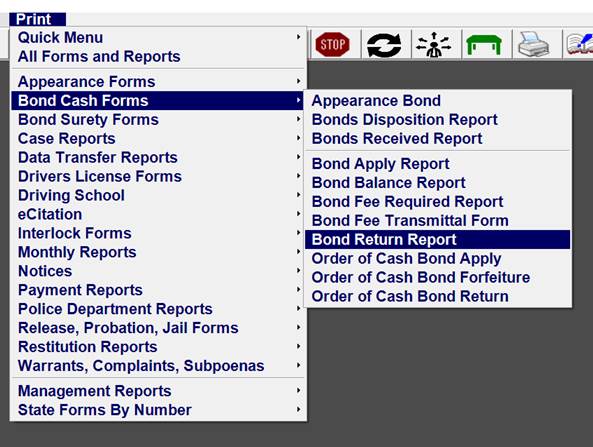 Print
Quick Menu
All Forms and Reports
Appearance Forms
Bond Cash Forms
Bond Surety Forms
Case Reports
Data Transfer Reports
Drivers License Forms
Driving School
eCitation
Interlock Forms
Monthly Reports
Notices
Payment Reports
Police Department Reports
Release, Probation, Jail Forms
Restitution Reports
Warrants, Complaints, Subpoenas
Management Reports
State Forms By Number
STOP
Appearance Bond
Bonds Disposition Report
Bonds Received Report
Bond Apply Report
Bond Balance Report
Bond Fee Required Report
Bond Fee Transmittal Form
Bond Return Report
Order of Cash Bond Apply
Order of Cash Bond Forfeiture
Order of Cash Bond Return